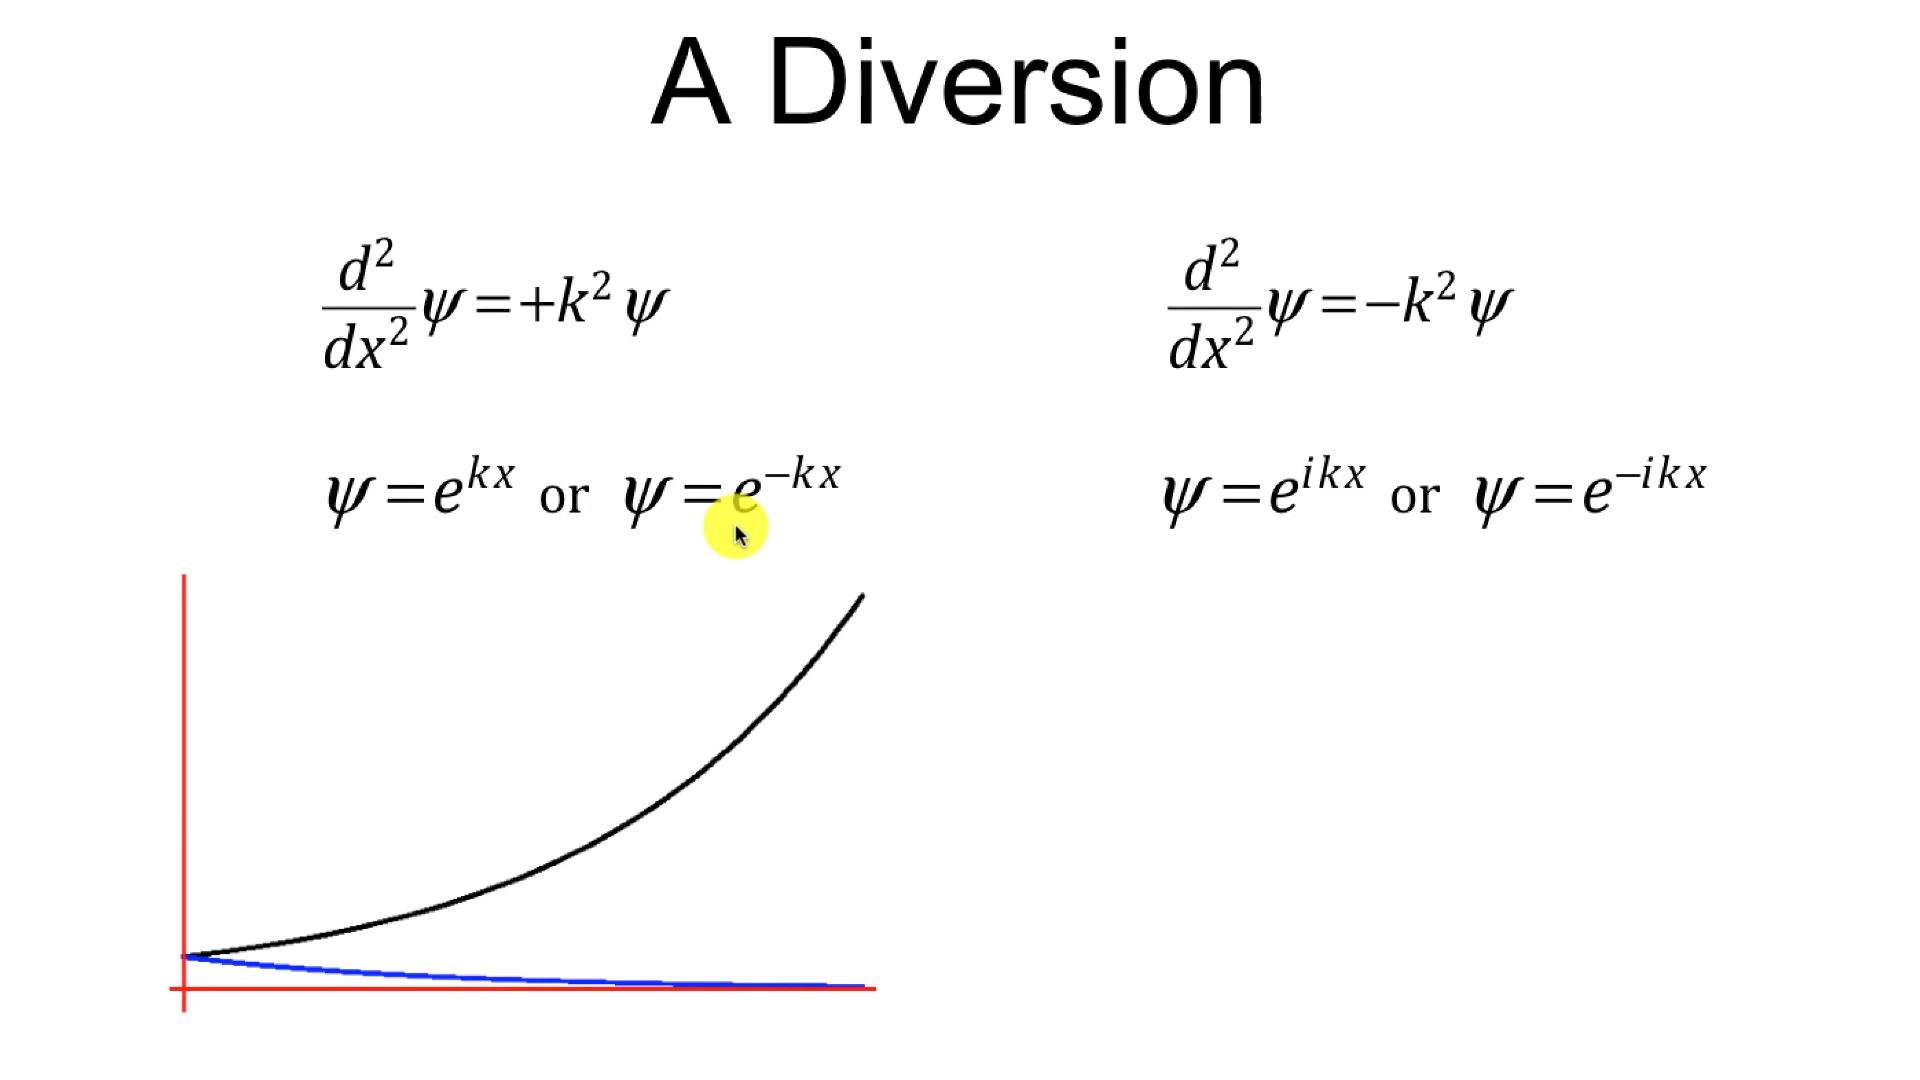 A Diversion
d²/dx² ψ=+k² ψ
d²/dx² ψ=−k² ψ
ψ=e^{kx} or ψ=e^{−kx}
ψ=e^{ikx} or ψ=e^{−ikx}